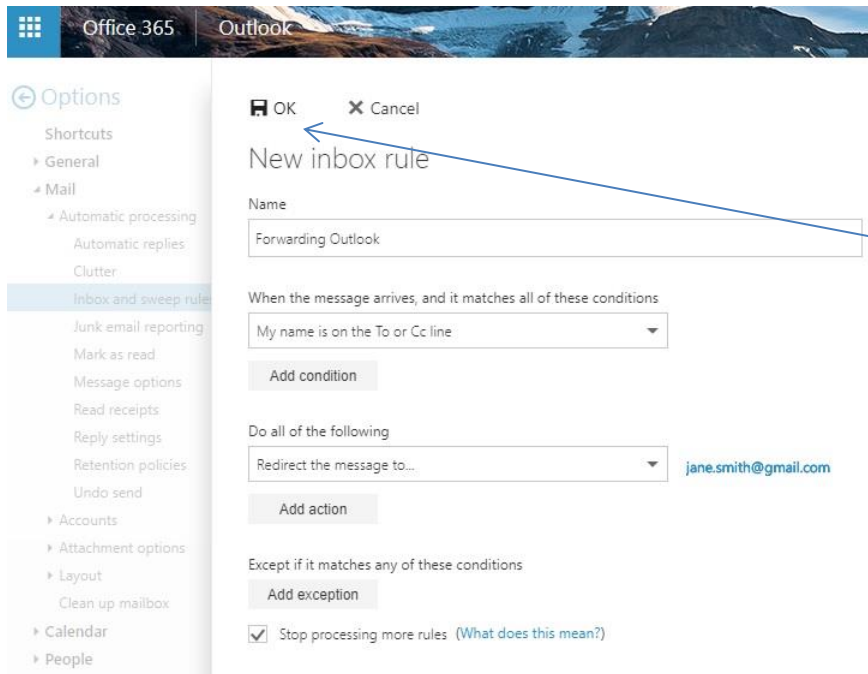 Office 365 Outlook
Options
Shortcuts
General
Mail
Automatic processing
Automatic replies
Clutter
Inbox and sweep rule
Junk email reporting
Mark as read
Message options
Read receipts
Reply settings
Retention policies
Undo send
Accounts
Attachment options
Layout
Clean up mailbox
Calendar
People
OK Cancel
New inbox rule
Name
Forwarding Outlook
When the message arrives, and it matches all of these conditions
My name is on the To or Cc line
Add condition
Do all of the following
Redirect the message to... jane.smith@gmail.com
Add action
Except if it matches any of these conditions
Add exception
Stop processing more rules (What does this mean?)